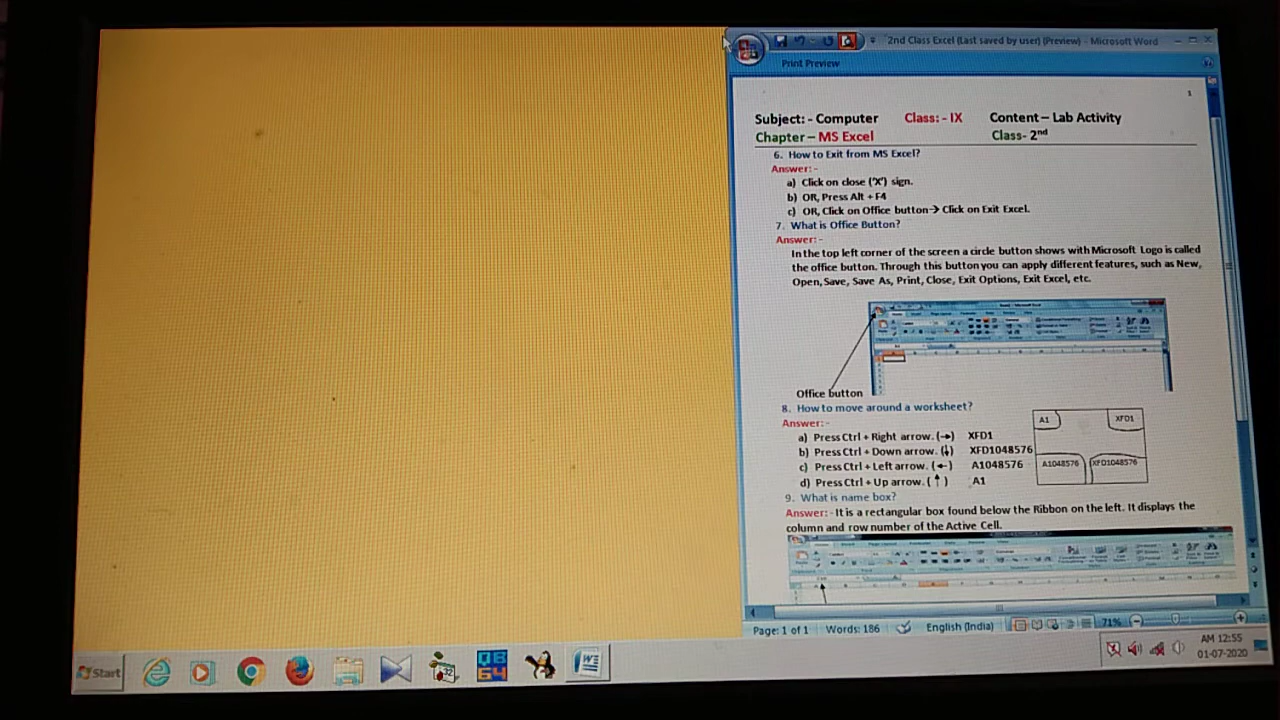 2nd Class Excel (Last saved by user) (Preview) - Microsoft Word
Print Preview
1
Subject: - Computer Class: - IX Content – Lab Activity
Chapter – MS Excel Class- 2nd
6. How to Exit from MS Excel?
Answer: -
a) Click on close ('X') sign.
b) OR, Press Alt + F4
c) OR, Click on Office button→ Click on Exit Excel.
7. What is Office Button?
Answer: -
In the top left corner of the screen a circle button shows with Microsoft Logo is called
the office button. Through this button you can apply different features, such as New,
Open, Save, Save As, Print, Close, Exit Options, Exit Excel, etc.
Office button
8. How to move around a worksheet?
Answer: -
a) Press Ctrl + Right arrow. (→) XFD1
b) Press Ctrl + Down arrow. (↓) XFD1048576
c) Press Ctrl + Left arrow. (←) A1048576
d) Press Ctrl + Up arrow. (↑) A1
A1 XFD1
A1048576 XFD1048576
9. What is name box?
Answer: - It is a rectangular box found below the Ribbon on the left. It displays the
column and row number of the Active Cell.
Page: 1 of 1 Words: 186 English (India) 71%
Start
QB
64
AM 12:55
01-07-2020